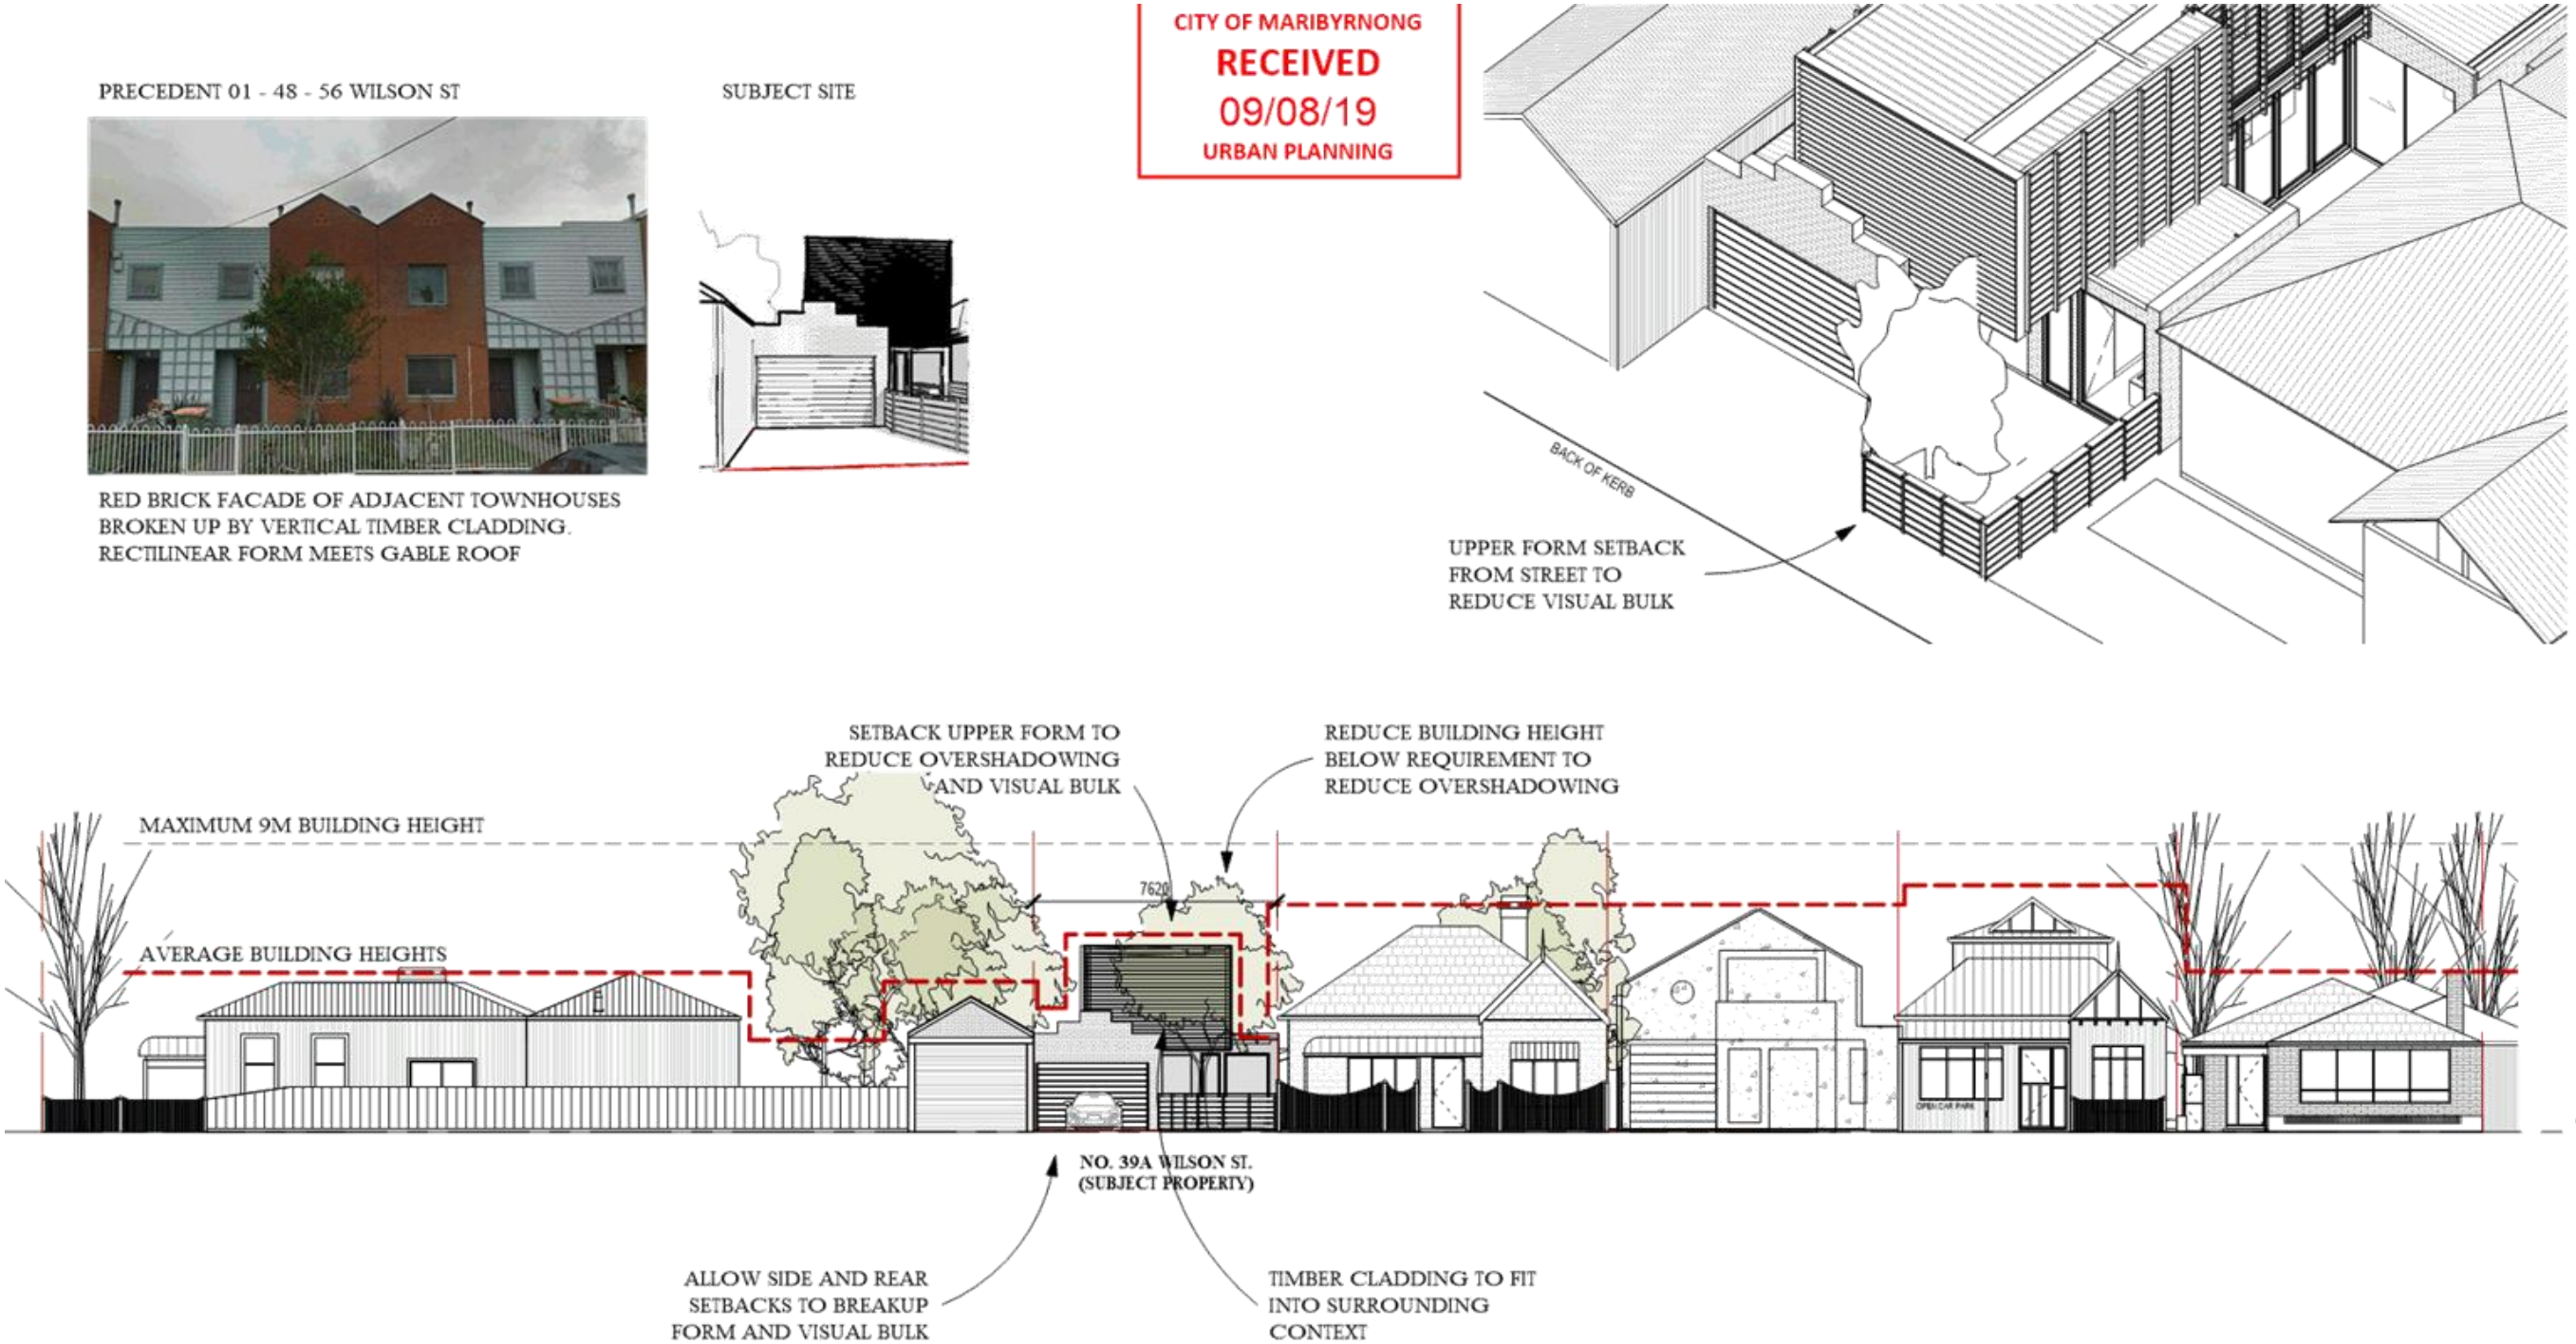 CITY OF MARIBYRNONG
RECEIVED
09/08/19
URBAN PLANNING
PRECEDENT 01 - 48 - 56 WILSON ST
SUBJECT SITE
RED BRICK FACADE OF ADJACENT TOWNHOUSES
BROKEN UP BY VERTICAL TIMBER CLADDING.
RECTILINEAR FORM MEETS GABLE ROOF
BACK OF KERB
UPPER FORM SETBACK
FROM STREET TO
REDUCE VISUAL BULK
SETBACK UPPER FORM TO
REDUCE OVERSHADOWING
AND VISUAL BULK
REDUCE BUILDING HEIGHT
BELOW REQUIREMENT TO
REDUCE OVERSHADOWING
MAXIMUM 9M BUILDING HEIGHT
7620
AVERAGE BUILDING HEIGHTS
OPEN CAR PARK
NO. 39A WILSON ST.
(SUBJECT PROPERTY)
ALLOW SIDE AND REAR
SETBACKS TO BREAKUP
FORM AND VISUAL BULK
TIMBER CLADDING TO FIT
INTO SURROUNDING
CONTEXT